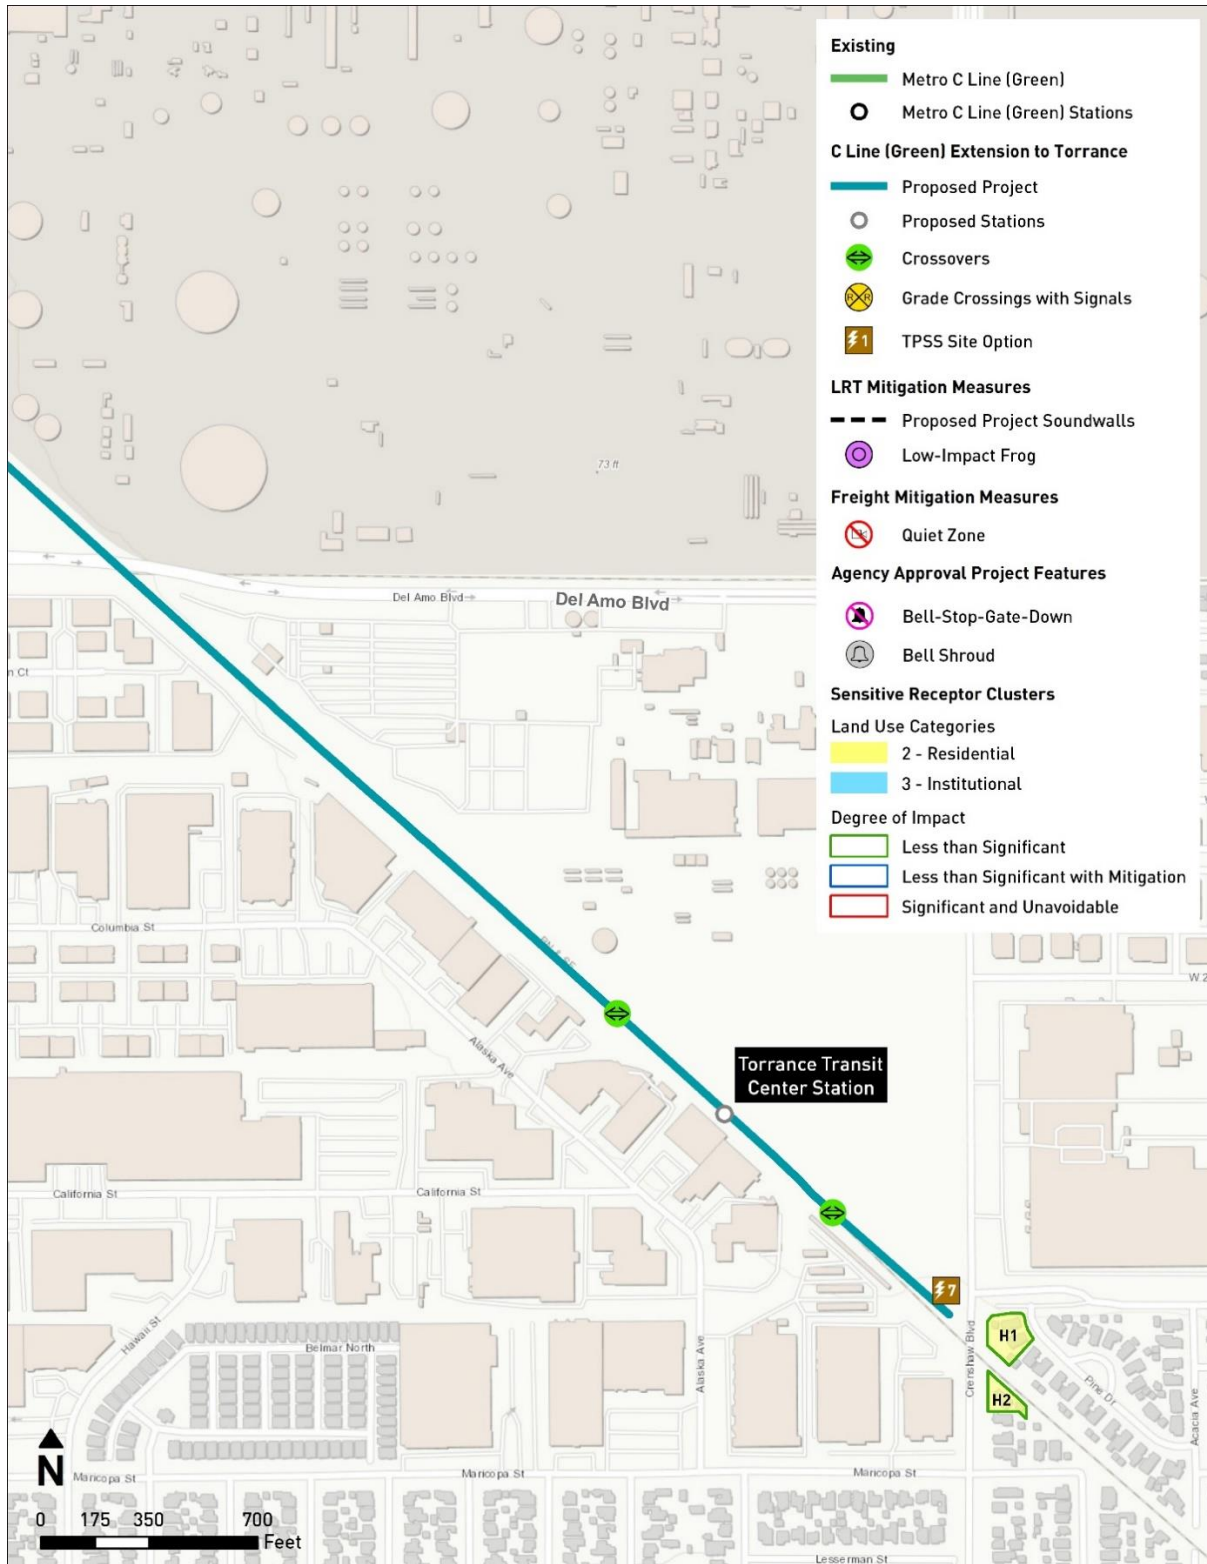 Existing
Metro C Line (Green)
Metro C Line (Green) Stations
C Line (Green) Extension to Torrance
Proposed Project
Proposed Stations
Crossovers
R R
Grade Crossings with Signals
1
TPSS Site Option
LRT Mitigation Measures
Proposed Project Soundwalls
Low-Impact Frog
Freight Mitigation Measures
Quiet Zone
Agency Approval Project Features
Bell-Stop-Gate-Down
Bell Shroud
Sensitive Receptor Clusters
Land Use Categories
2 - Residential
3 - Institutional
Degree of Impact
Less than Significant
Less than Significant with Mitigation
Significant and Unavoidable
73 ft
Del Amo Blvd
Del Amo Blvd
n Ct
Columbia St
W 2
Alaska Ave
Torrance Transit
Center Station
California St
California St
7
Hawaii St
Belmar North
Alaska Ave
Crenshaw Blvd
H1
H2
Pine Dr
Acacia Ave
N
Maricopa St
Maricopa St
Maricopa St
0 175 350 700
Feet
Lesserman St